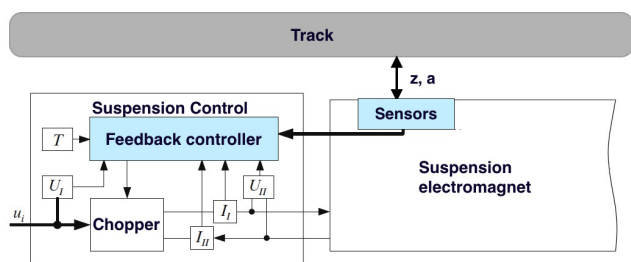 Track
z, a
Suspension Control
Sensors
T
Feedback controller
Suspension
electromagnet
U_I
U_II
u_i
Chopper
I_I
I_II